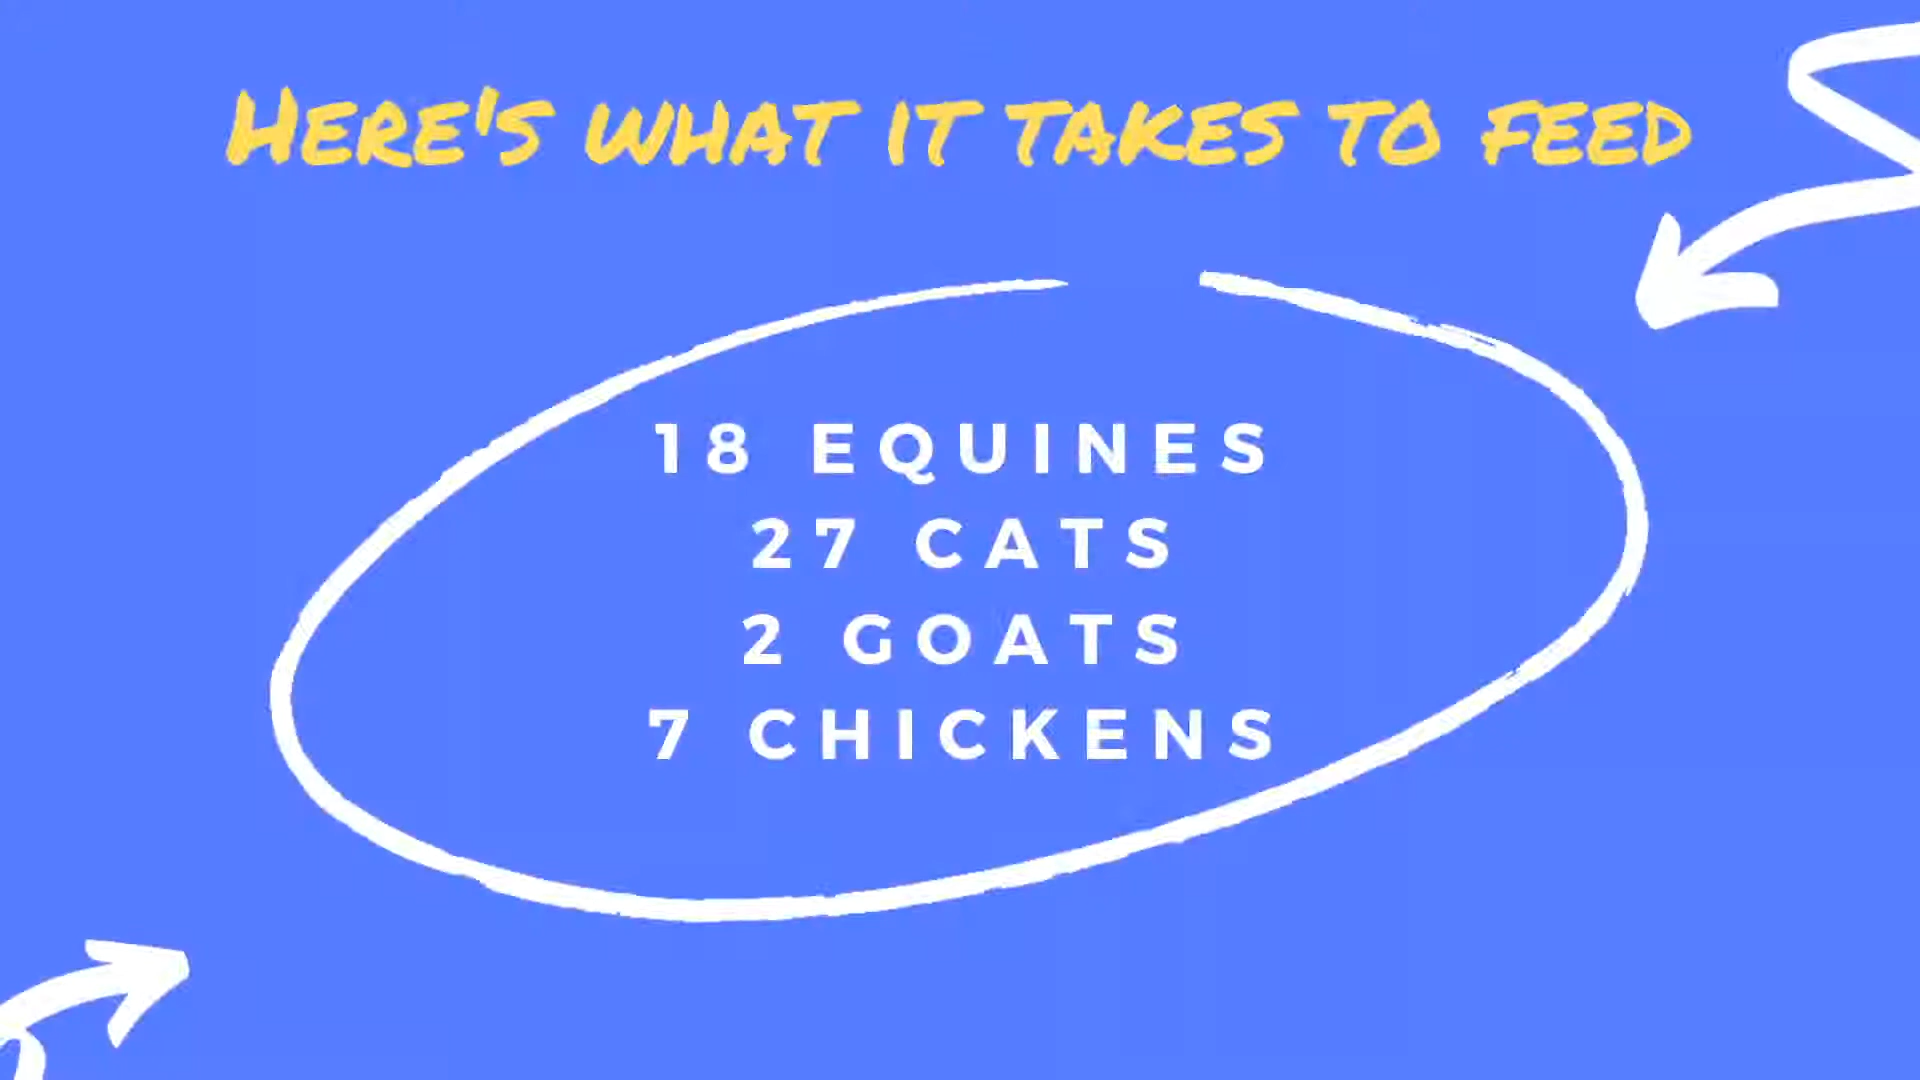 HERE'S WHAT IT TAKES TO FEED
18 EQUINES
27 CATS
2 GOATS
7 CHICKENS